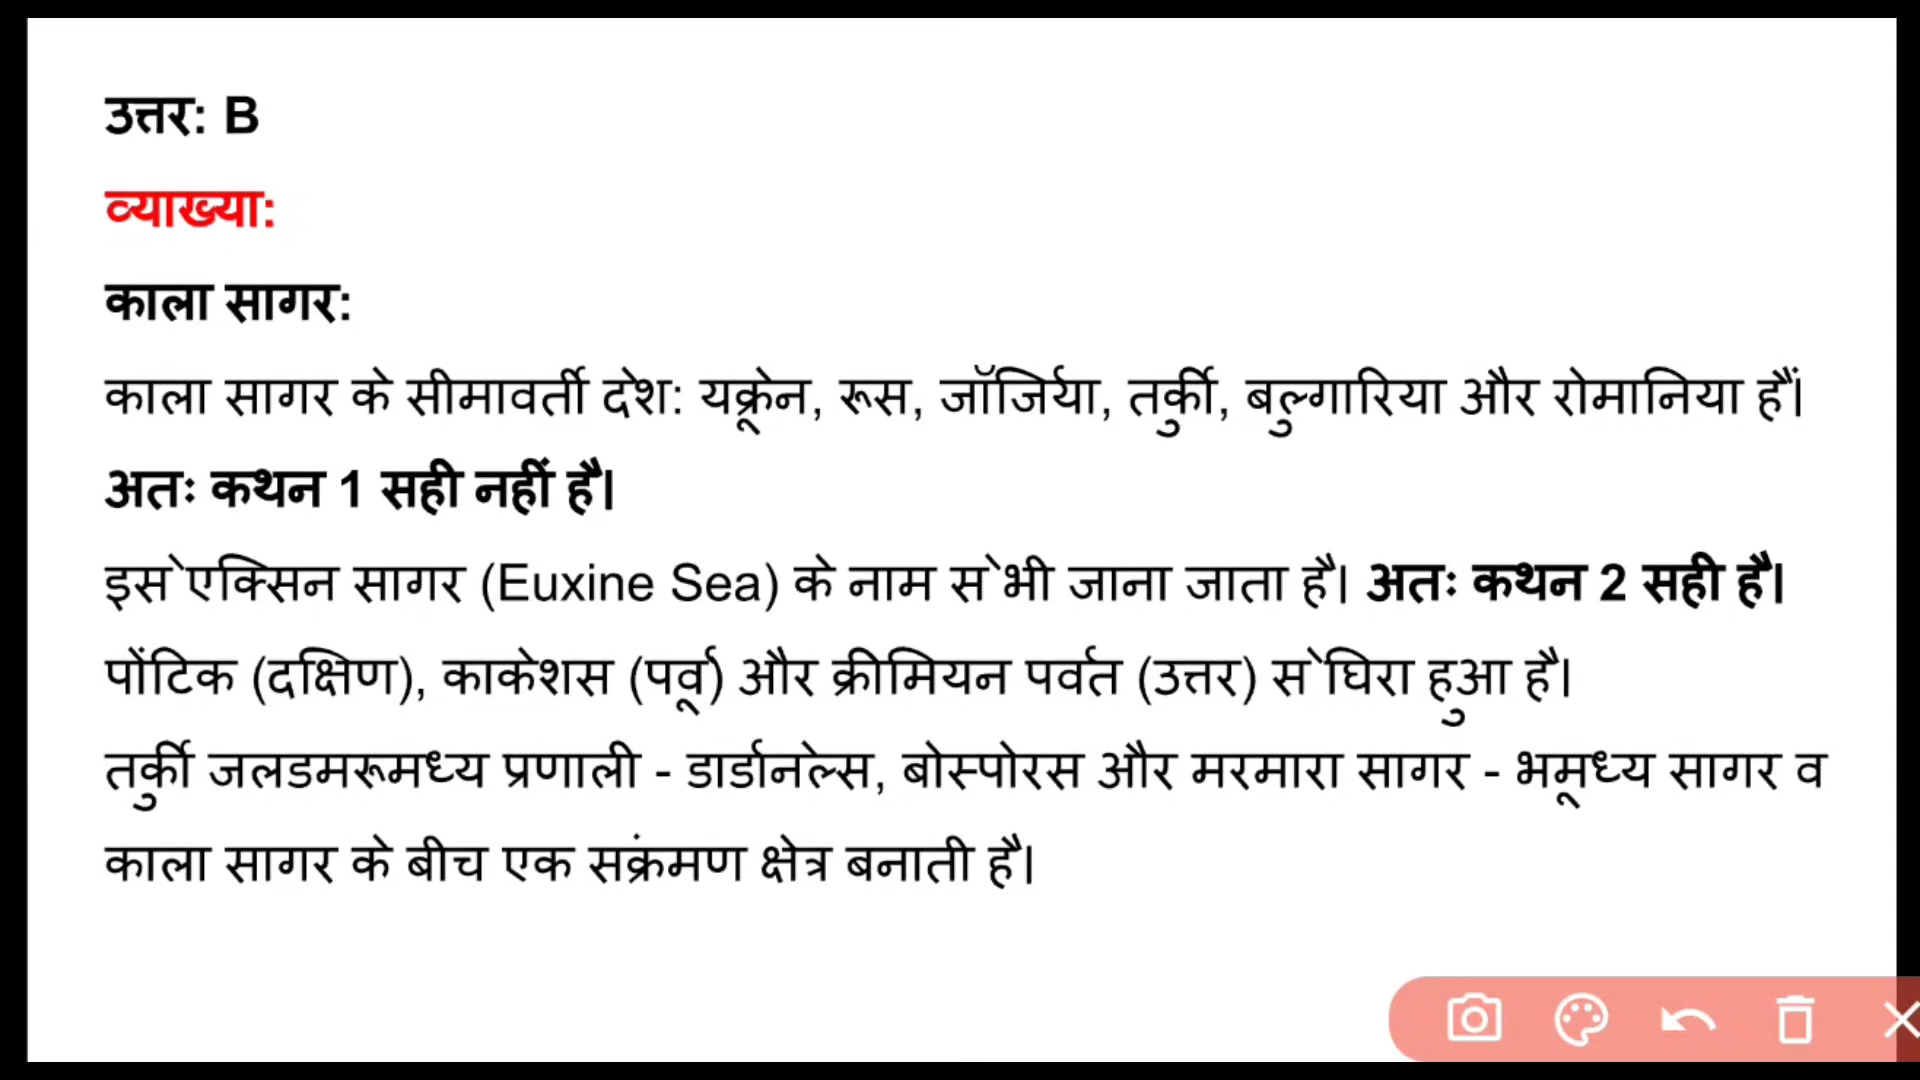 उत्तर: B
व्याख्या:
काला सागर:
काला सागर के सीमावर्ती देश: यूक्रेन, रूस, जॉर्जिया, तुर्की, बुल्गारिया और रोमानिया हैं।
अतः कथन 1 सही नहीं है।
इसे एक्सिन सागर (Euxine Sea) के नाम से भी जाना जाता है। अतः कथन 2 सही है।
पोंटिक (दक्षिण), काकेशस (पूर्व) और क्रीमियन पर्वत (उत्तर) से घिरा हुआ है।
तुर्की जलडमरूमध्य प्रणाली - डार्डानेल्स, बोस्पोरस और मरमारा सागर - भूमध्य सागर व
काला सागर के बीच एक संक्रमण क्षेत्र बनाती है।